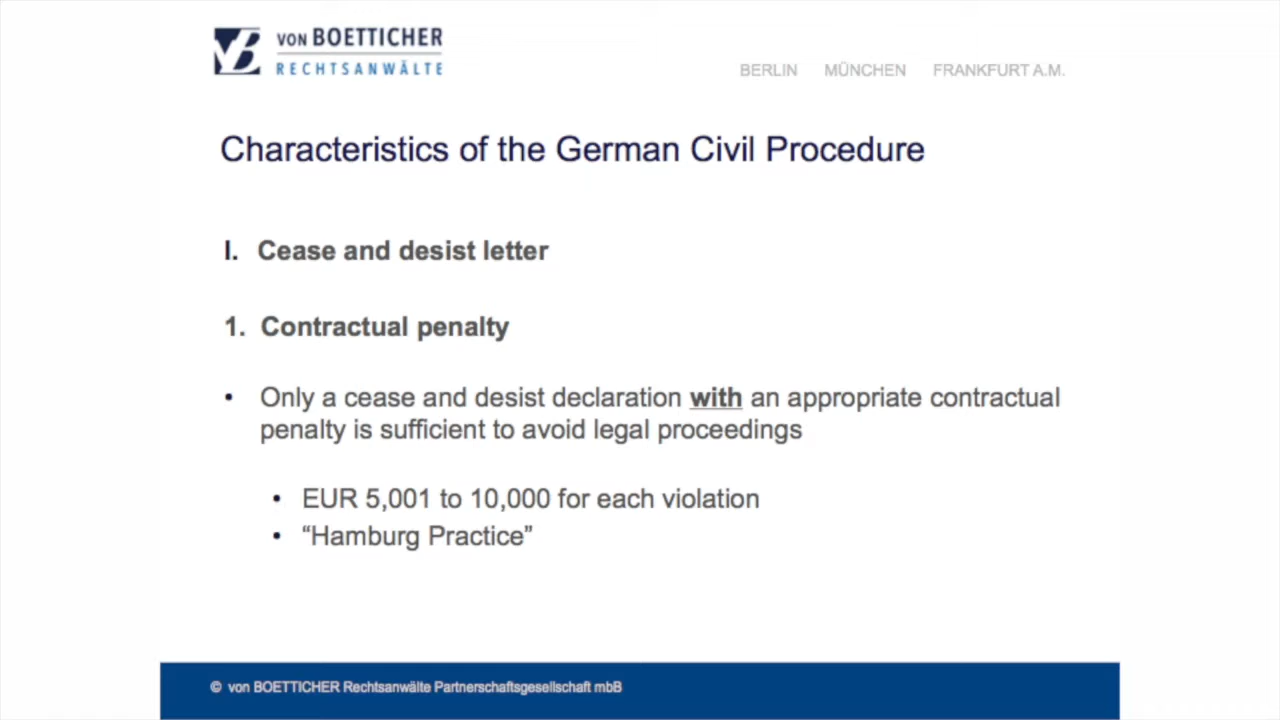 VON BOETTICHER
RECHTSANWÄLTE
BERLIN MÜNCHEN FRANKFURT A.M.
Characteristics of the German Civil Procedure
I. Cease and desist letter
1. Contractual penalty
• Only a cease and desist declaration with an appropriate contractual
penalty is sufficient to avoid legal proceedings
• EUR 5,001 to 10,000 for each violation
• “Hamburg Practice”
© von BOETTICHER Rechtsanwälte Partnerschaftsgesellschaft mbB